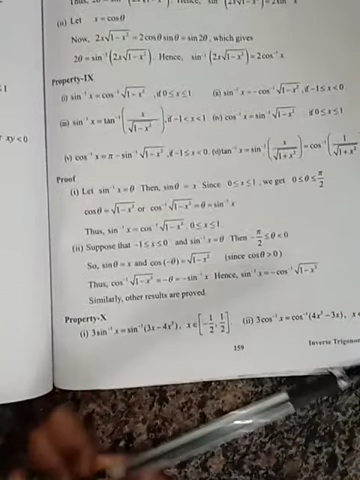 (ii) Let x = cosθ
Now, 2x√(1−x²) = 2cosθ sinθ = sin2θ, which gives
2θ = sin⁻¹(2x√(1−x²)). Hence, sin⁻¹(2x√(1−x²)) = 2cos⁻¹x
Property-IX
(i) sin⁻¹x = cos⁻¹√(1−x²), if 0 ≤ x ≤ 1 (ii) sin⁻¹x = −cos⁻¹√(1−x²), if −1 ≤ x < 0
(iii) sin⁻¹x = tan⁻¹(x/√(1−x²)), if −1 < x < 1 (iv) cos⁻¹x = sin⁻¹√(1−x²), if 0 ≤ x ≤ 1
xy < 0
(v) cos⁻¹x = π − sin⁻¹√(1−x²), if −1 ≤ x < 0. (vi) tan⁻¹x = sin⁻¹(x/√(1+x²)) = cos⁻¹(1/√(1+x²
Proof
(i) Let sin⁻¹x = θ Then, sinθ = x. Since 0 ≤ x ≤ 1, we get 0 ≤ θ ≤ π/2
cosθ = √(1−x²) or cos⁻¹√(1−x²) = θ = sin⁻¹x
Thus, sin⁻¹x = cos⁻¹√(1−x²), 0 ≤ x ≤ 1
(ii) Suppose that −1 ≤ x < 0 and sin⁻¹x = θ Then −π/2 ≤ θ < 0
So, sinθ = x and cos(−θ) = √(1−x²) (since cosθ > 0)
Thus, cos⁻¹√(1−x²) = −θ = −sin⁻¹x Hence, sin⁻¹x = −cos⁻¹√(1−x²)
Similarly, other results are proved.
Property-X
(i) 3sin⁻¹x = sin⁻¹(3x − 4x³), x ∈ [−1/2, 1/2] (ii) 3cos⁻¹x = cos⁻¹(4x³ − 3x),
159
Inverse